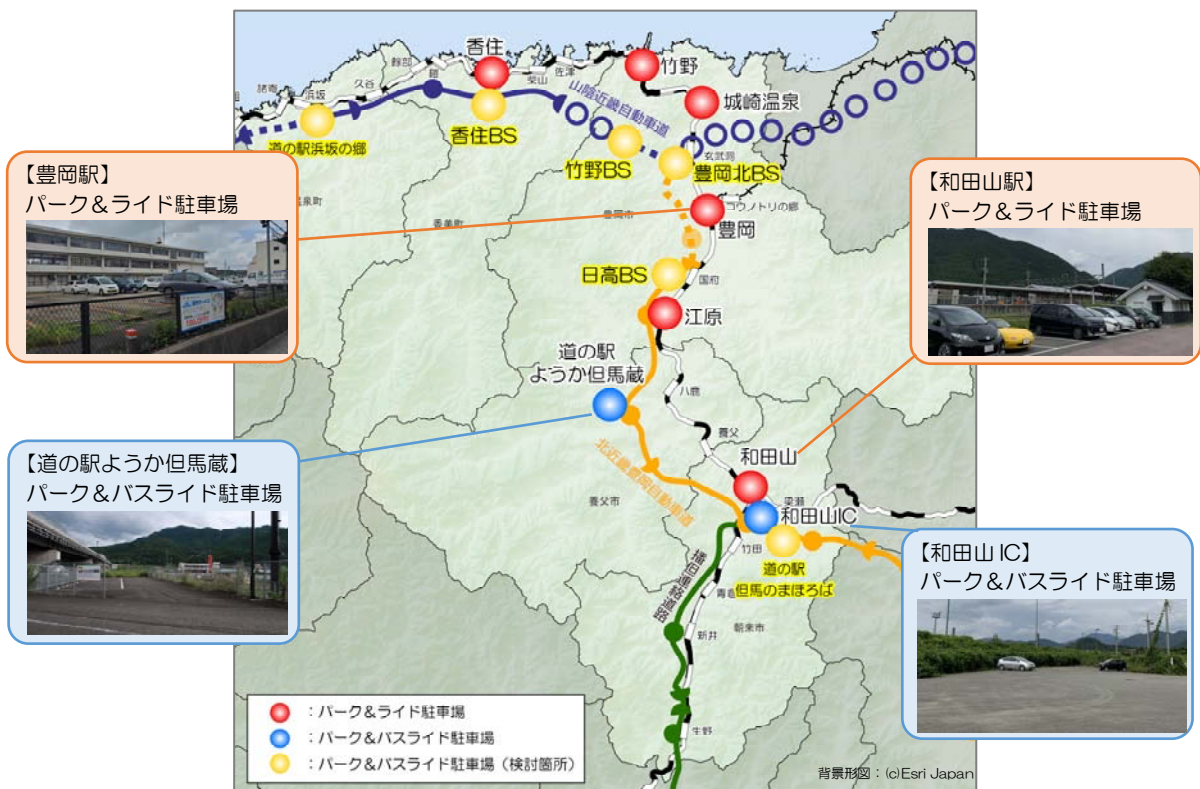 香住
竹野
城崎温泉
餘部
鎧
柴山
佐津
諸寄
浜坂
久谷
山陰近畿自動車道
道の駅浜坂の郷
香住BS
竹野BS
玄武洞
豊岡北BS
【豊岡駅】
パーク&ライド駐車場
【和田山駅】
パーク&ライド駐車場
香美町
豊岡市
コウノトリの郷
豊岡
日高BS
国府
江原
道の駅
ようか但馬蔵
八鹿
養父
【道の駅ようか但馬蔵】
パーク&バスライド駐車場
北近畿豊岡自動車道
和田山
梁瀬
養父市
和田山IC
竹田
道の駅
但馬のまほろば
【和田山IC】
パーク&バスライド駐車場
播但連絡道路
新井
朝来市
生野
:パーク&ライド駐車場
:パーク&バスライド駐車場
:パーク&バスライド駐車場（検討箇所）
背景形図：(c)Esri Japan